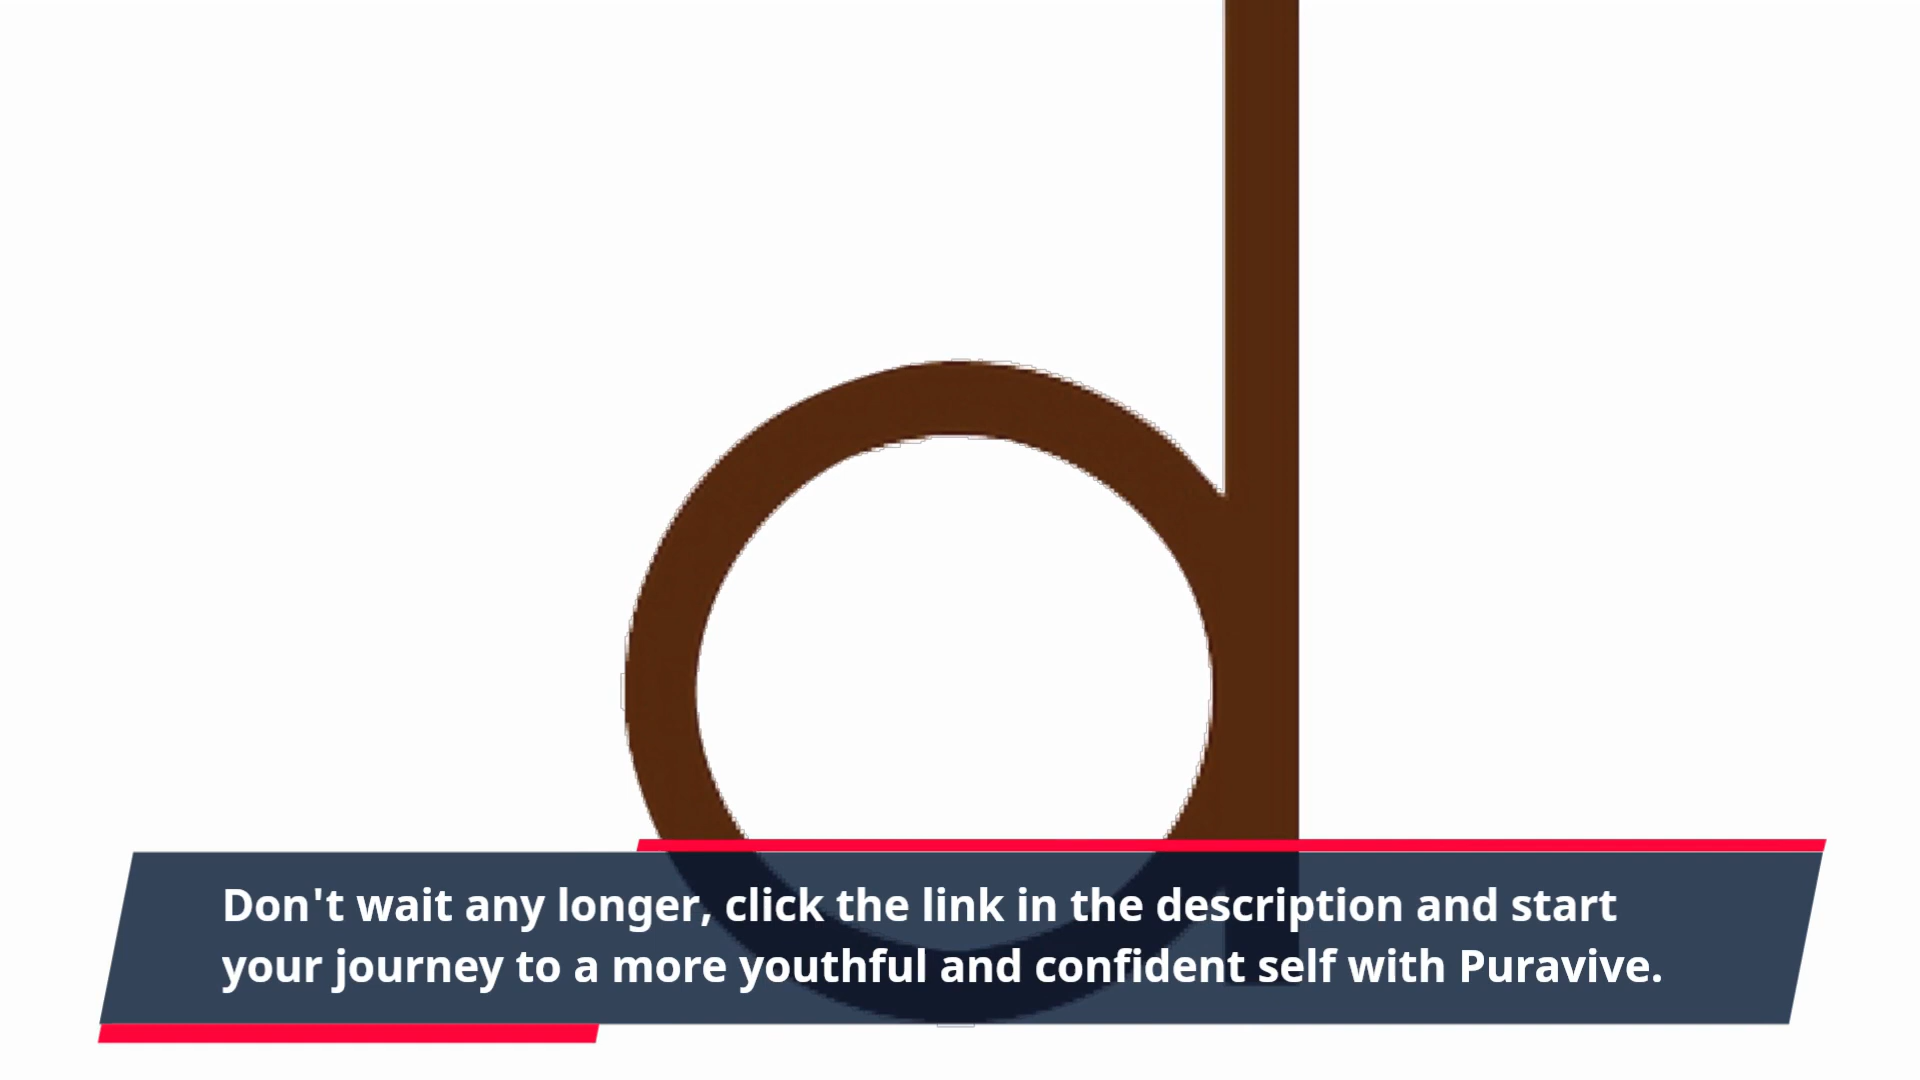 d
Don't wait any longer, click the link in the description and start
your journey to a more youthful and confident self with Puravive.